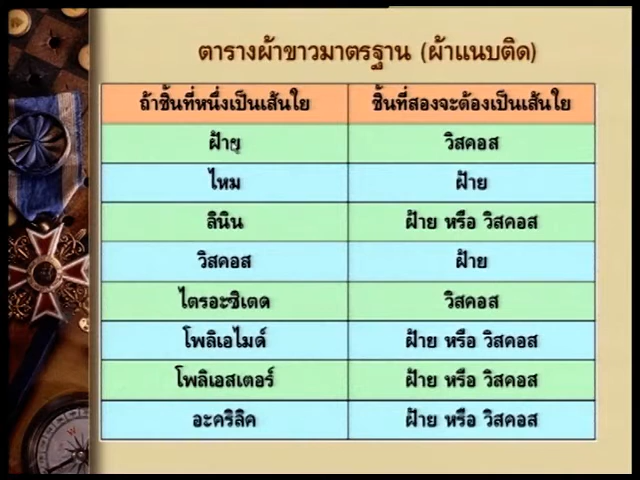 ตารางผ้าขาวมาตรฐาน (ผ้าแนบติด)
ถ้าชิ้นที่หนึ่งเป็นเส้นใย ชิ้นที่สองจะต้องเป็นเส้นใย
ฝ้าย วิสคอส
ไหม ฝ้าย
ลินิน ฝ้าย หรือ วิสคอส
วิสคอส ฝ้าย
ไตรอะซิเตด วิสคอส
โพลิเอไมด์ ฝ้าย หรือ วิสคอส
โพลิเอสเตอร์ ฝ้าย หรือ วิสคอส
อะคริลิค ฝ้าย หรือ วิสคอส